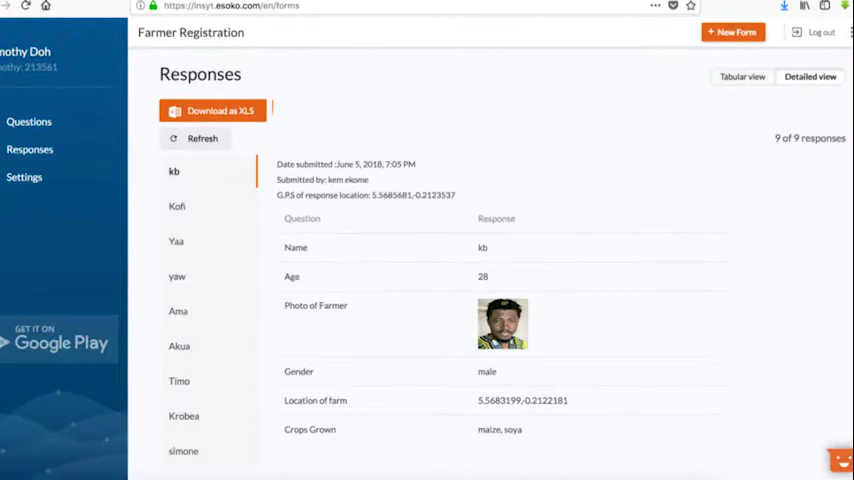 https://insyt.esoko.com/en/forms
mothy Doh
mothy: 213561
Farmer Registration
+ New Form
Log out
Questions
Responses
Settings
GET IT ON
Google Play
Responses
Tabular view
Detailed view
Download as XLS
Refresh
9 of 9 responses
kb
Kofi
Yaa
yaw
Ama
Akua
Timo
Krobea
simone
Date submitted :June 5, 2018, 7:05 PM
Submitted by: kem ekome
G.P.S of response location: 5.5685681,-0.2123537
Question Response
Name kb
Age 28
Photo of Farmer
Gender male
Location of farm 5.5683199,-0.2122181
Crops Grown maize, soya